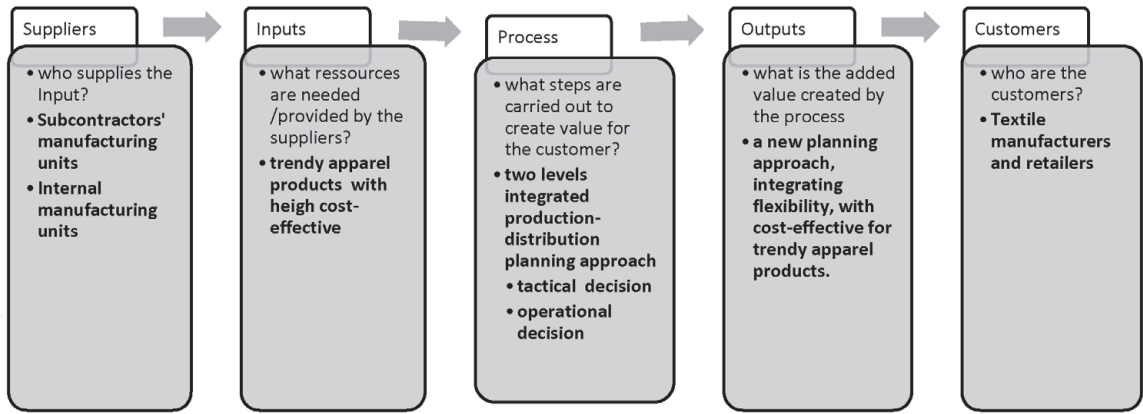 Suppliers
• who supplies the
Input?
• Subcontractors'
manufacturing
units
• Internal
manufacturing
units
Inputs
• what ressources
are needed
/provided by the
suppliers?
• trendy apparel
products with
heigh cost-
effective
Process
• what steps are
carried out to
create value for
the customer?
• two levels
integrated
production-
distribution
planning approach
• tactical decision
• operational
decision
Outputs
• what is the added
value created by
the process
• a new planning
approach,
integrating
flexibility, with
cost-effective for
trendy apparel
products.
Customers
• who are the
customers?
• Textile
manufacturers
and retailers